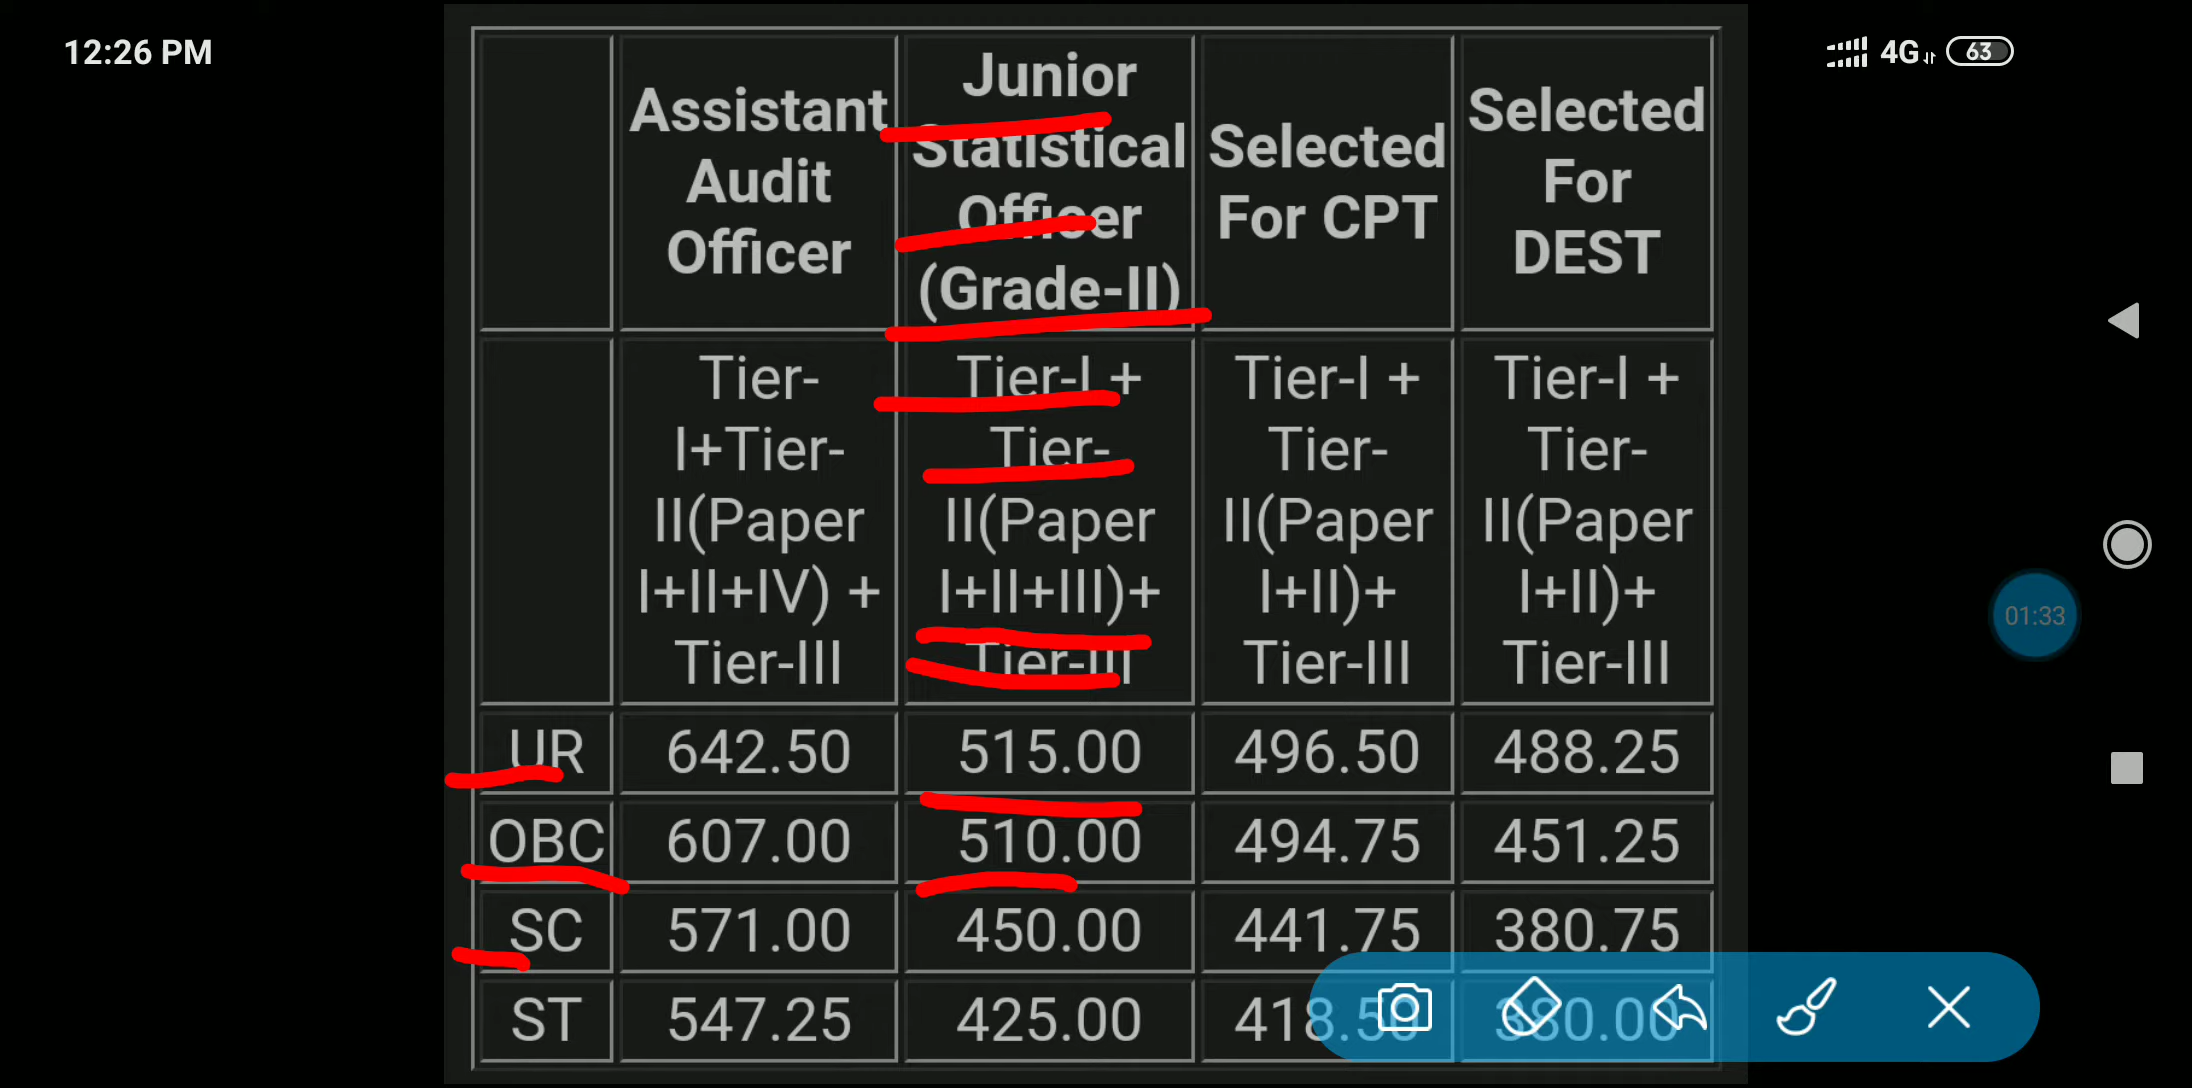 12:26 PM
4G
63
Assistant Audit Officer
Junior Statistical Officer (Grade-II)
Selected For CPT
Selected For DEST
Tier-I+Tier-II(Paper I+II+IV) + Tier-III
Tier-I + Tier-II(Paper I+II+III)+ Tier-III
Tier-I + Tier-II(Paper I+II)+ Tier-III
Tier-I + Tier-II(Paper I+II)+ Tier-III
UR 642.50 515.00 496.50 488.25
OBC 607.00 510.00 494.75 451.25
SC 571.00 450.00 441.75 380.75
ST 547.25 425.00 418.50 380.00
01:33